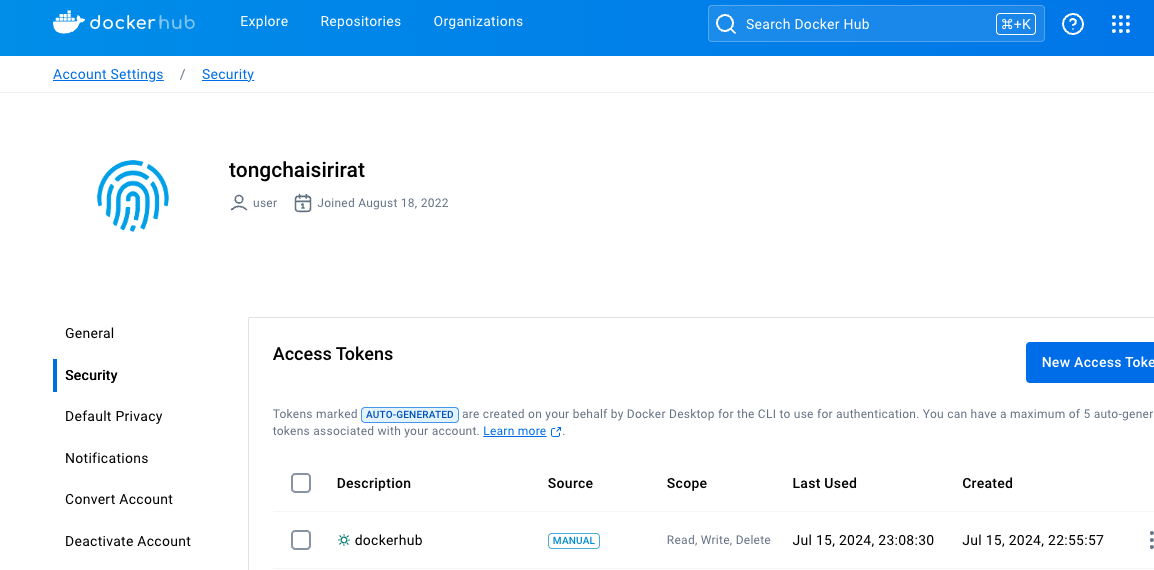 dockerhub
Explore Repositories Organizations
Search Docker Hub ⌘+K
Account Settings / Security
tongchaisirirat
user Joined August 18, 2022
General
Security
Default Privacy
Notifications
Convert Account
Deactivate Account
Access Tokens
New Access Toke
Tokens marked AUTO-GENERATED are created on your behalf by Docker Desktop for the CLI to use for authentication. You can have a maximum of 5 auto-gener
tokens associated with your account. Learn more.
Description Source Scope Last Used Created
dockerhub MANUAL Read, Write, Delete Jul 15, 2024, 23:08:30 Jul 15, 2024, 22:55:57